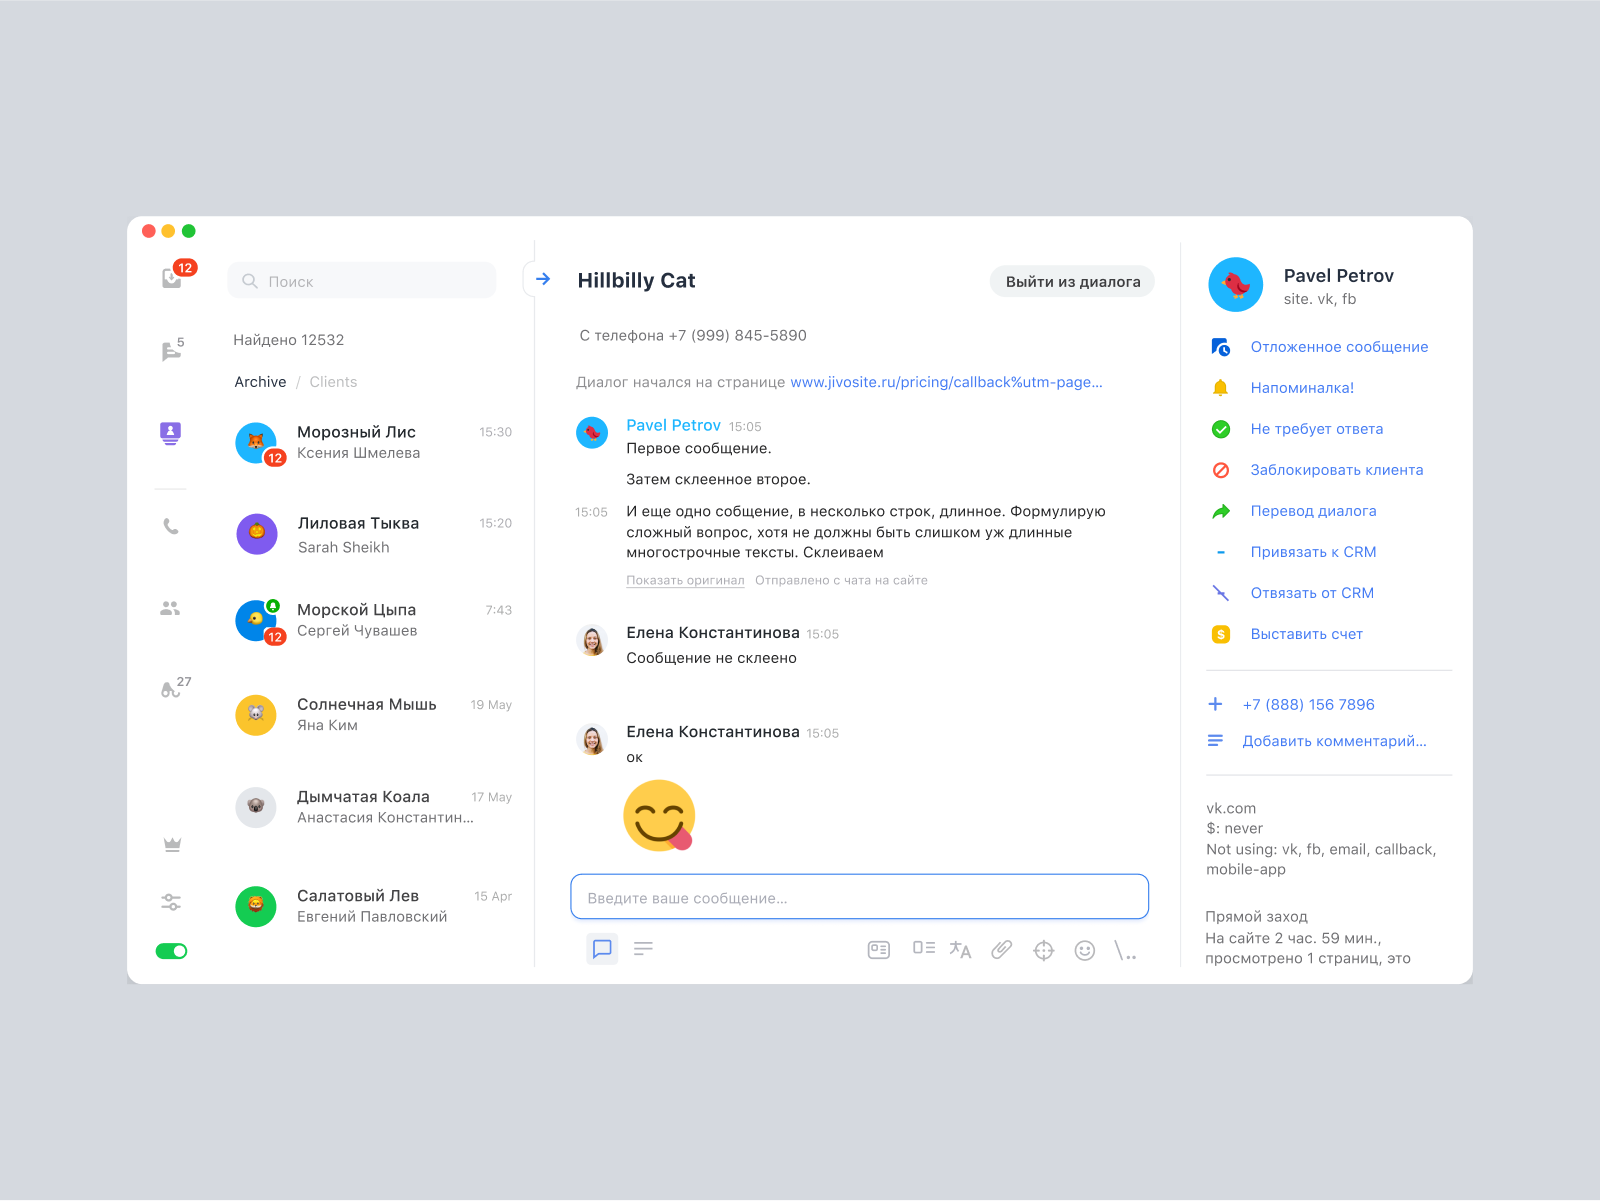 12
5
27
Поиск
Найдено 12532
Archive / Clients
Морозный Лис 15:30
Ксения Шмелева
12
Лиловая Тыква 15:20
Sarah Sheikh
Морской Цыпа 7:43
Сергей Чувашев
12
Солнечная Мышь 19 May
Яна Ким
Дымчатая Коала 17 May
Анастасия Константин...
Салатовый Лев 15 Apr
Евгений Павловский
Hillbilly Cat
Выйти из диалога
С телефона +7 (999) 845-5890
Диалог начался на странице www.jivosite.ru/pricing/callback%utm-page...
Pavel Petrov 15:05
Первое сообщение.
Затем склеенное второе.
15:05 И еще одно собщение, в несколько строк, длинное. Формулирую
сложный вопрос, хотя не должны быть слишком уж длинные
многострочные тексты. Склеиваем
Показать оригинал Отправлено с чата на сайте
Елена Константинова 15:05
Сообщение не склеено
Елена Константинова 15:05
ок
Введите ваше сообщение...
Pavel Petrov
site. vk, fb
Отложенное сообщение
Напоминалка!
Не требует ответа
Заблокировать клиента
Перевод диалога
Привязать к CRM
Отвязать от CRM
$ Выставить счет
+7 (888) 156 7896
Добавить комментарий...
vk.com
$: never
Not using: vk, fb, email, callback,
mobile-app
Прямой заход
На сайте 2 час. 59 мин.,
просмотрено 1 страниц, это